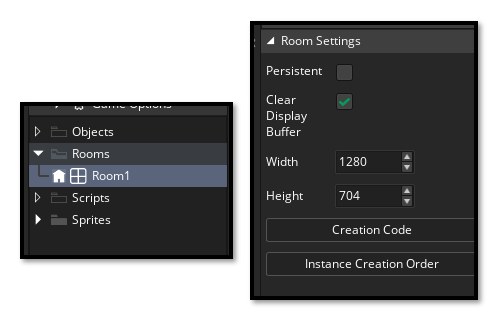 Game Options
Objects
Rooms
Room1
Scripts
Sprites
Room Settings
Persistent
Clear
Display
Buffer
Width 1280
Height 704
Creation Code
Instance Creation Order